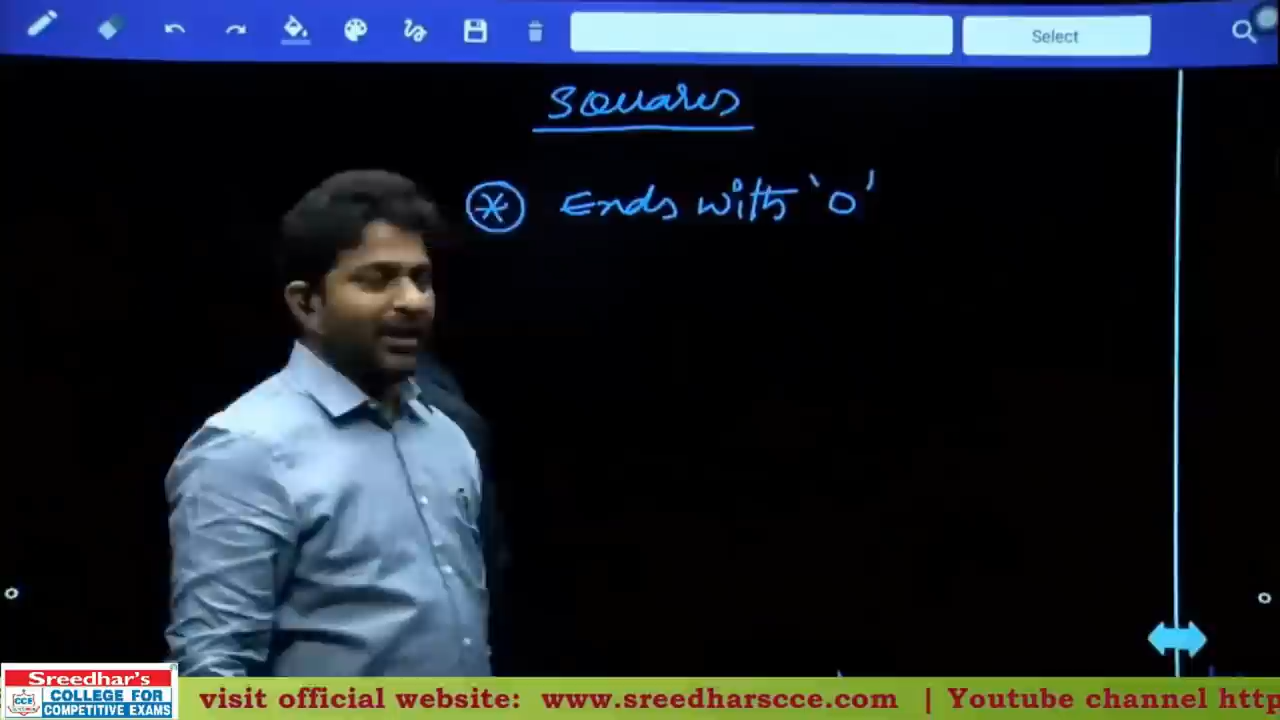 Select
Squares
* Ends with '0'
Sreedhar's
CCE
COLLEGE FOR
COMPETITIVE EXAMS
visit official website: www.sreedharscce.com | Youtube channel http